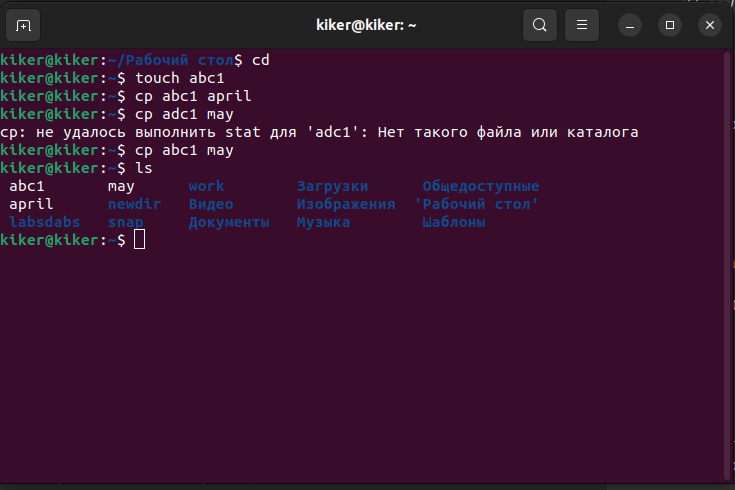 kiker@kiker: ~
kiker@kiker:~/Рабочий стол$ cd
kiker@kiker:~$ touch abc1
kiker@kiker:~$ cp abc1 april
kiker@kiker:~$ cp adc1 may
cp: не удалось выполнить stat для 'adc1': Нет такого файла или каталога
kiker@kiker:~$ cp abc1 may
kiker@kiker:~$ ls
abc1 may work Загрузки Общедоступные
april newdir Видео Изображения 'Рабочий стол'
labsdabs snap Документы Музыка Шаблоны
kiker@kiker:~$